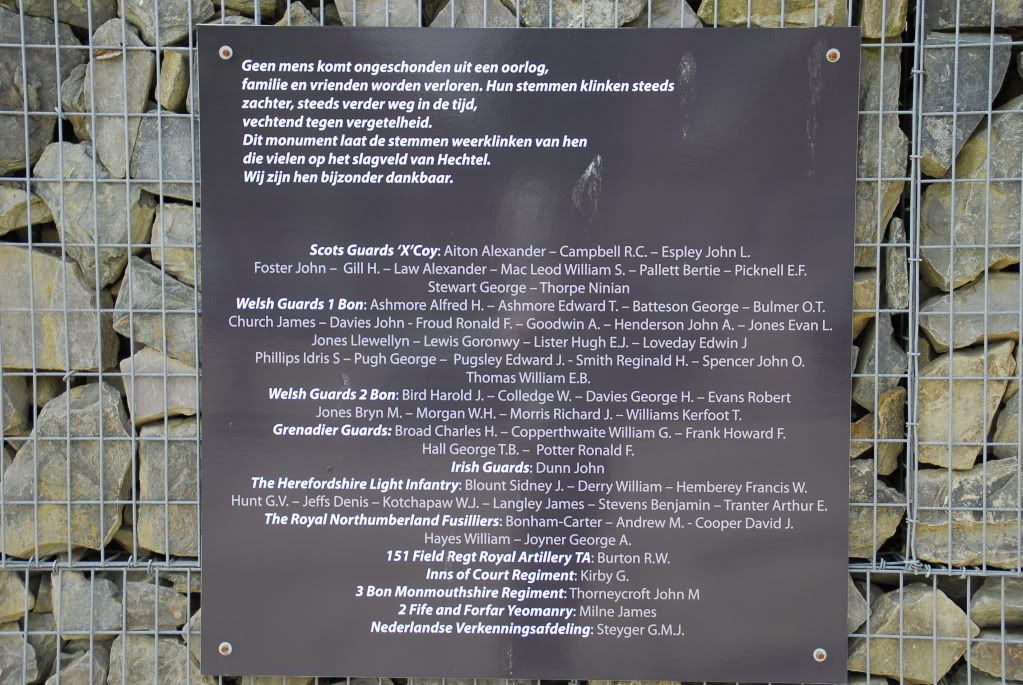 Geen mens komt ongeschonden uit een oorlog,
familie en vrienden worden verloren. Hun stemmen klinken steeds
zachter, steeds verder weg in de tijd,
vechtend tegen vergetelheid.
Dit monument laat de stemmen weerklinken van hen
die vielen op het slagveld van Hechtel.
Wij zijn hen bijzonder dankbaar.
Scots Guards ‘X’Coy: Aiton Alexander – Campbell R.C. – Espley John L.
Foster John – Gill H. – Law Alexander – Mac Leod William S. – Pallett Bertie – Picknell E.F.
Stewart George – Thorpe Ninian
Welsh Guards 1 Bon: Ashmore Alfred H. – Ashmore Edward T. – Batteson George – Bulmer O.T.
Church James – Davies John - Froud Ronald F. – Goodwin A. – Henderson John A. – Jones Evan L.
Jones Llewellyn – Lewis Goronwy – Lister Hugh E.J. – Loveday Edwin J
Phillips Idris S – Pugh George – Pugsley Edward J. - Smith Reginald H. – Spencer John O.
Thomas William E.B.
Welsh Guards 2 Bon: Bird Harold J. – Colledge W. – Davies George H. – Evans Robert
Jones Bryn M. – Morgan W.H. – Morris Richard J. – Williams Kerfoot T.
Grenadier Guards: Broad Charles H. – Copperthwaite William G. – Frank Howard F.
Hall George T.B. – Potter Ronald F.
Irish Guards: Dunn John
The Herefordshire Light Infantry: Blount Sidney J. – Derry William – Hemberey Francis W.
Hunt G.V. – Jeffs Denis – Kotchapaw W.J. – Langley James – Stevens Benjamin – Tranter Arthur E.
The Royal Northumberland Fusilliers: Bonham-Carter – Andrew M. - Cooper David J.
Hayes William – Joyner George A.
151 Field Regt Royal Artillery TA: Burton R.W.
Inns of Court Regiment: Kirby G.
3 Bon Monmouthshire Regiment: Thorneycroft John M
2 Fife and Forfar Yeomanry: Milne James
Nederlandse Verkenningsafdeling: Steyger G.M.J.